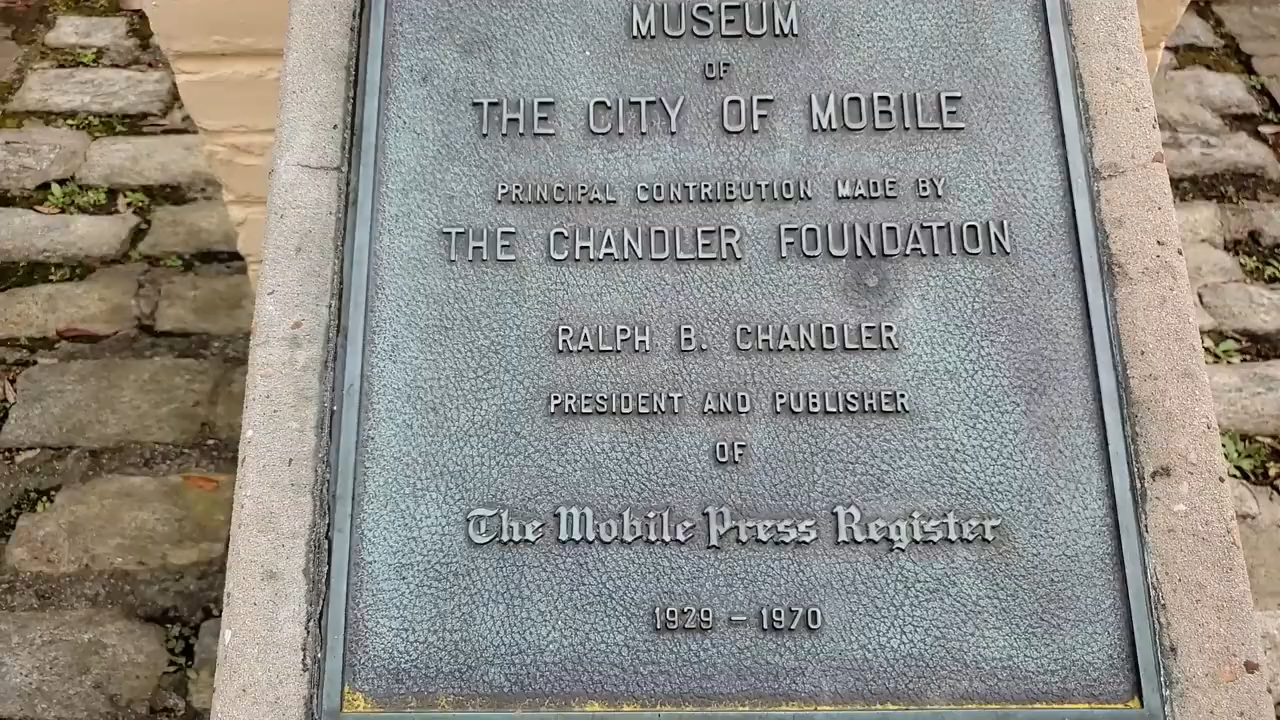 MUSEUM
OF
THE CITY OF MOBILE
PRINCIPAL CONTRIBUTION MADE BY
THE CHANDLER FOUNDATION
RALPH B. CHANDLER
PRESIDENT AND PUBLISHER
OF
The Mobile Press Register
1929 – 1970